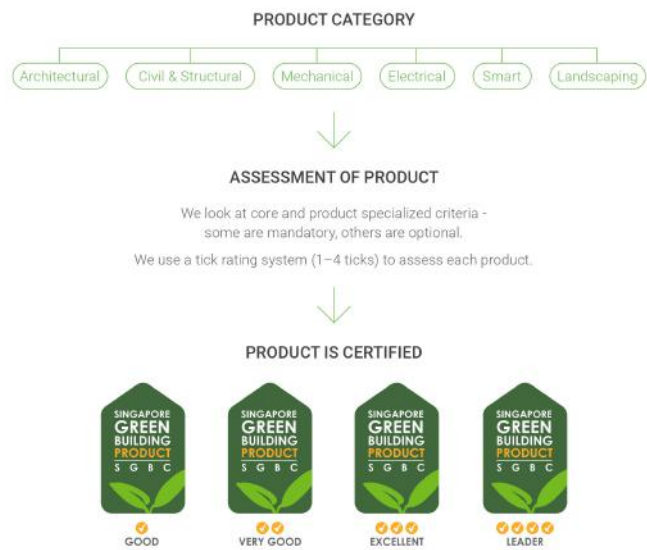 PRODUCT CATEGORY
Architectural Civil & Structural Mechanical Electrical Smart Landscaping
ASSESSMENT OF PRODUCT
We look at core and product specialized criteria -
some are mandatory, others are optional.
We use a tick rating system (1–4 ticks) to assess each product.
PRODUCT IS CERTIFIED
SINGAPORE
GREEN
BUILDING
PRODUCT
S G B C
GOOD
SINGAPORE
GREEN
BUILDING
PRODUCT
S G B C
VERY GOOD
SINGAPORE
GREEN
BUILDING
PRODUCT
S G B C
EXCELLENT
SINGAPORE
GREEN
BUILDING
PRODUCT
S G B C
LEADER